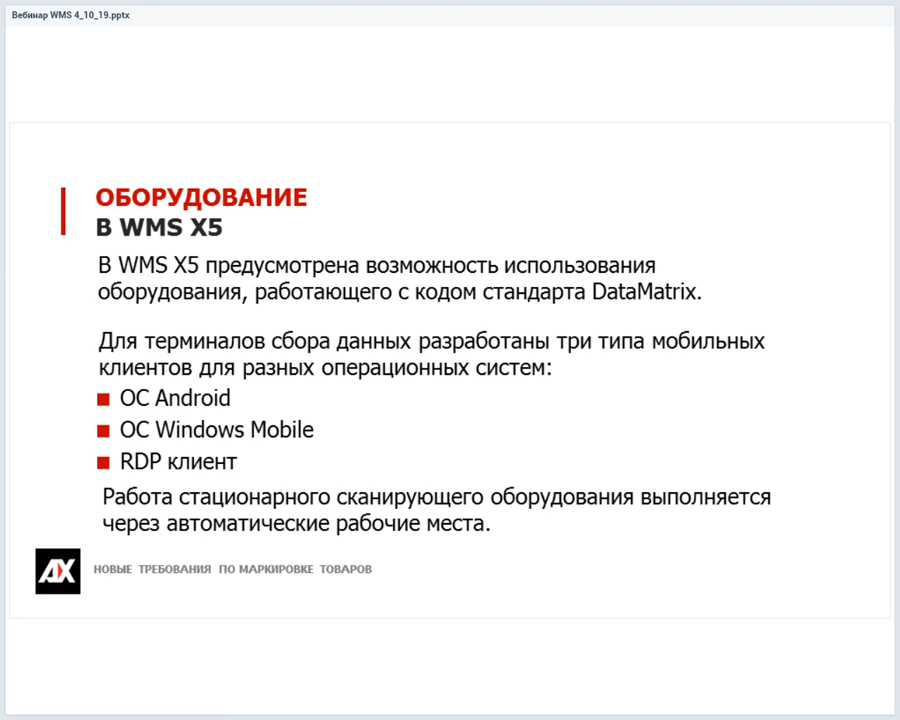 Вебинар WMS 4_10_19.pptx
ОБОРУДОВАНИЕ
В WMS X5
В WMS X5 предусмотрена возможность использования
оборудования, работающего с кодом стандарта DataMatrix.
Для терминалов сбора данных разработаны три типа мобильных
клиентов для разных операционных систем:
ОС Android
ОС Windows Mobile
RDP клиент
Работа стационарного сканирующего оборудования выполняется
через автоматические рабочие места.
AX
НОВЫЕ ТРЕБОВАНИЯ ПО МАРКИРОВКЕ ТОВАРОВ